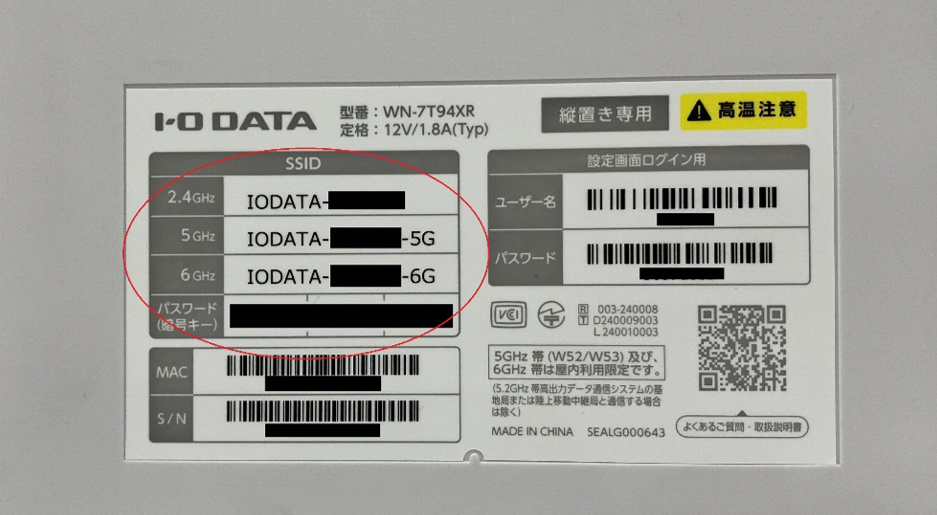 I-O DATA
型番：WN-7T94XR
定格：12V/1.8A(Typ)
縦置き専用
高温注意
SSID
2.4GHz IODATA-
5GHz IODATA- -5G
6GHz IODATA- -6G
パスワード
(暗号キー)
MAC
S/N
設定画面ログイン用
ユーザー名
パスワード
VCI
R 003-240008
T D240009003
L240010003
5GHz 帯 (W52/W53) 及び、
6GHz 帯は屋内利用限定です。
(5.2GHz 帯高出力データ通信システムの基
地局または陸上移動中継局と通信する場合
は除く)
MADE IN CHINA SEALG000643
よくあるご質問・取扱説明書